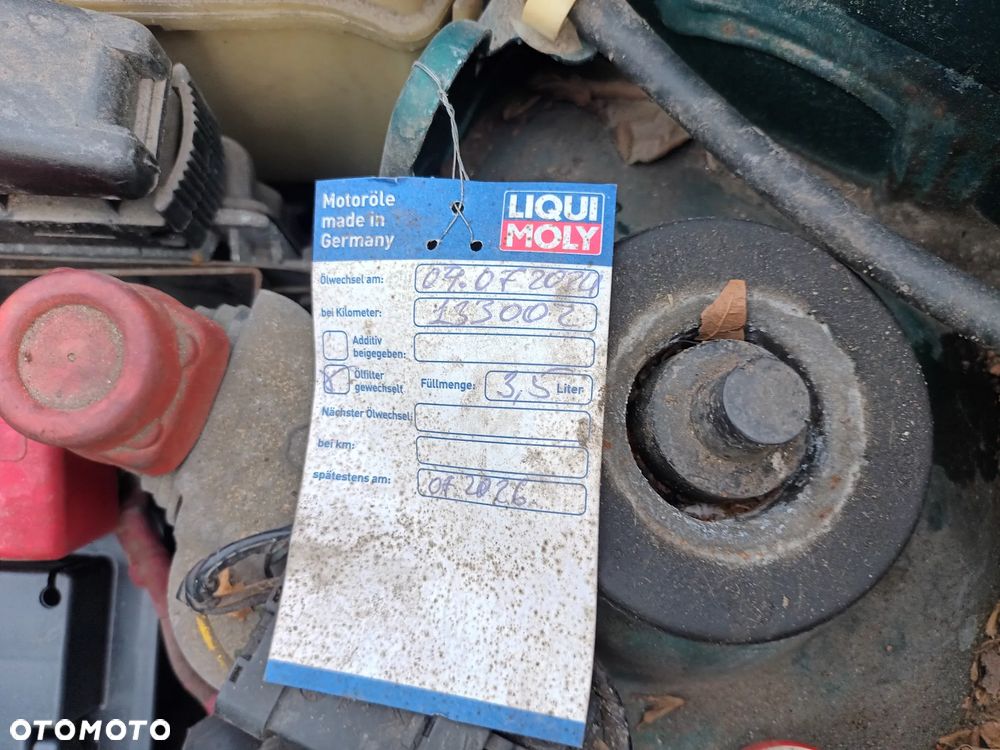 Motoröle
made in
Germany
LIQUI
MOLY
Ölwechsel am: 04.07.2024
bei Kilometer: 133002
Additiv
beigegeben:
Ölfilter
gewechselt
Füllmenge: 3,5 Liter
Nächster Ölwechsel:
bei km:
spätestens am: 07.2026
OTOMOTO